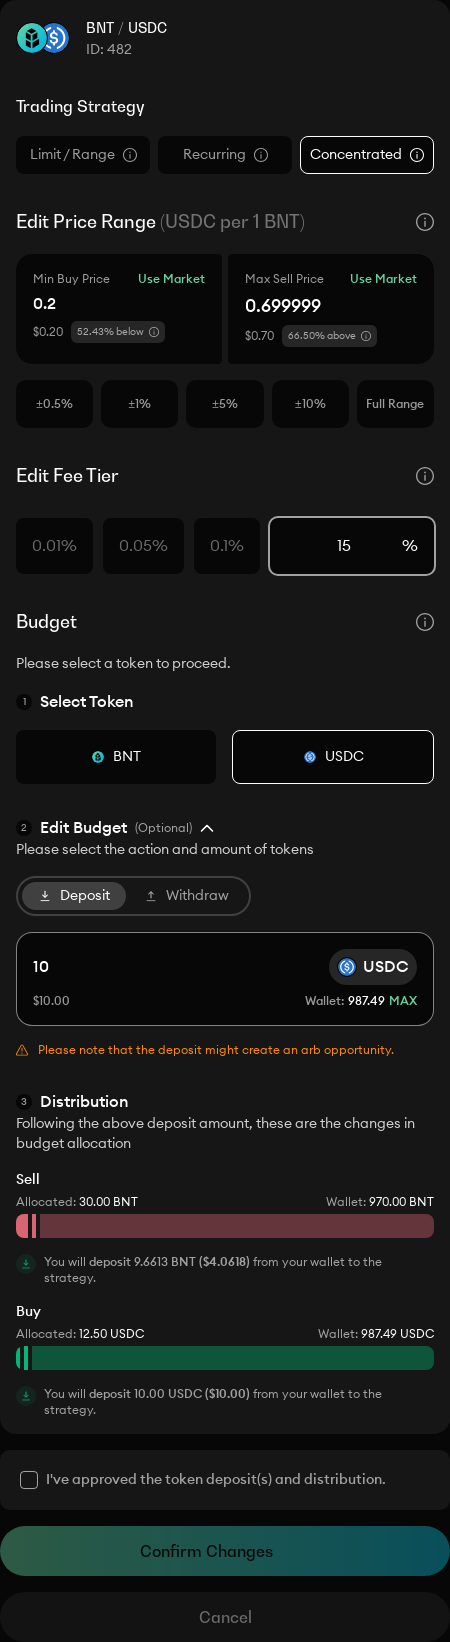 BNT / USDC
ID: 482
Trading Strategy
Limit / Range
Recurring
Concentrated
Edit Price Range (USDC per 1 BNT)
Min Buy Price
Use Market
0.2
$0.20
52.43% below
Max Sell Price
Use Market
0.699999
$0.70
66.50% above
±0.5%
±1%
±5%
±10%
Full Range
Edit Fee Tier
0.01%
0.05%
0.1%
15 %
Budget
Please select a token to proceed.
1 Select Token
BNT
USDC
2 Edit Budget (Optional)
Please select the action and amount of tokens
Deposit
Withdraw
10
USDC
$10.00
Wallet: 987.49 MAX
Please note that the deposit might create an arb opportunity.
3 Distribution
Following the above deposit amount, these are the changes in
budget allocation
Sell
Allocated: 30.00 BNT
Wallet: 970.00 BNT
You will deposit 9.6613 BNT ($4.0618) from your wallet to the
strategy.
Buy
Allocated: 12.50 USDC
Wallet: 987.49 USDC
You will deposit 10.00 USDC ($10.00) from your wallet to the
strategy.
I've approved the token deposit(s) and distribution.
Confirm Changes
Cancel